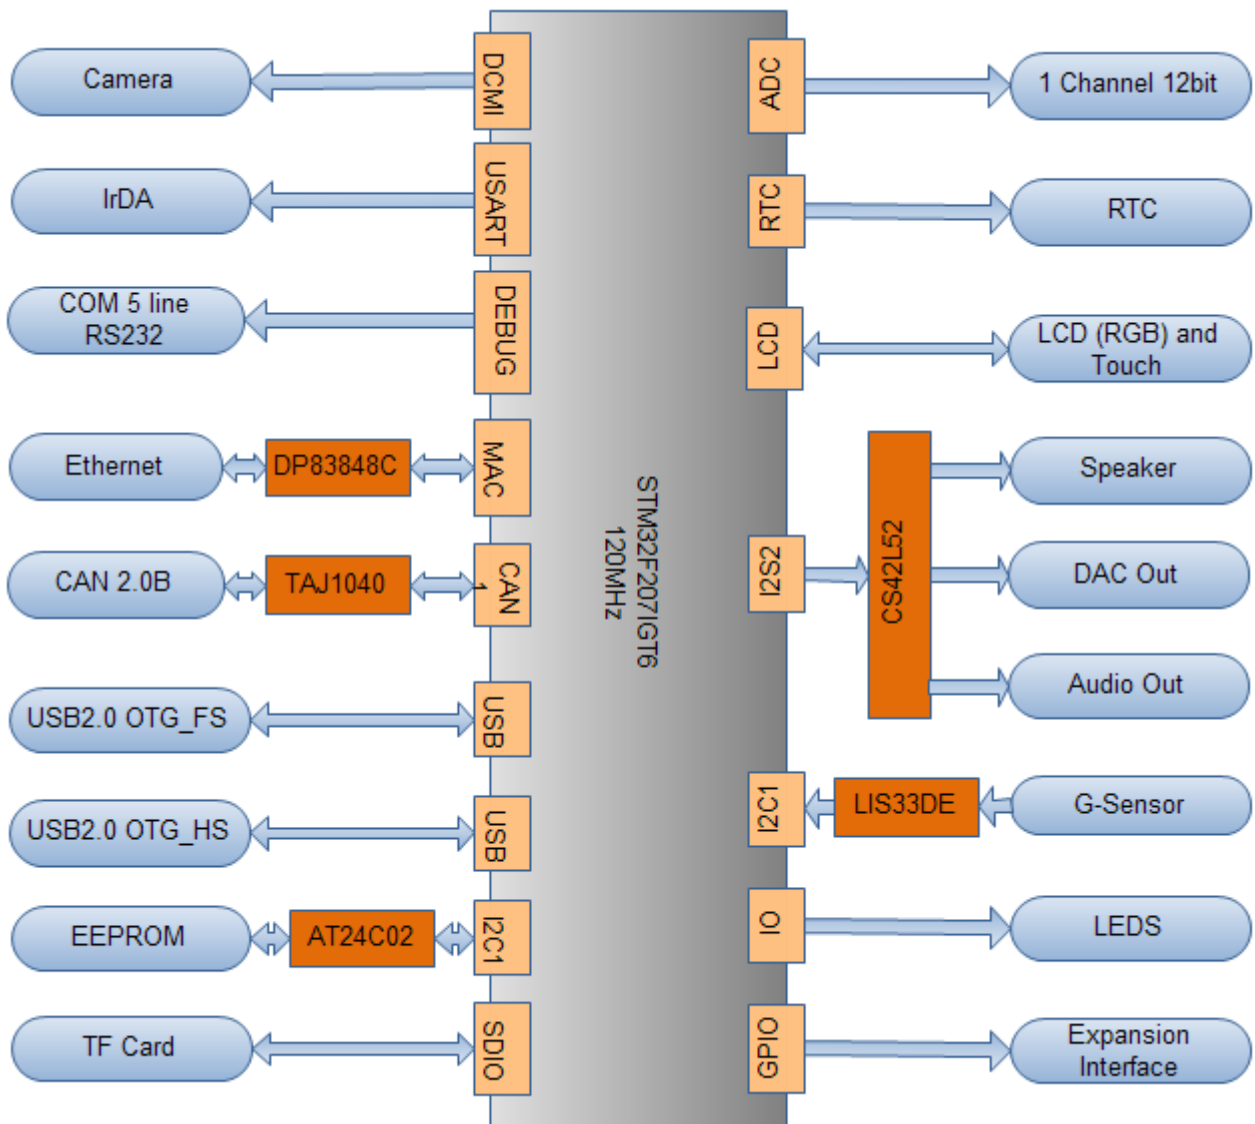 Camera
DCMI
IrDA
USART
COM 5 line
RS232
DEBUG
Ethernet
DP83848C
MAC
CAN 2.0B
TAJ1040
CAN
1
USB2.0 OTG_FS
USB
USB2.0 OTG_HS
USB
EEPROM
AT24C02
I2C1
TF Card
SDIO
STM32F207IGT6
120MHz
ADC
1 Channel 12bit
RTC
RTC
LCD
LCD (RGB) and
Touch
I2S2
CS42L52
Speaker
DAC Out
Audio Out
I2C1
LIS33DE
G-Sensor
IO
LEDS
GPIO
Expansion
Interface